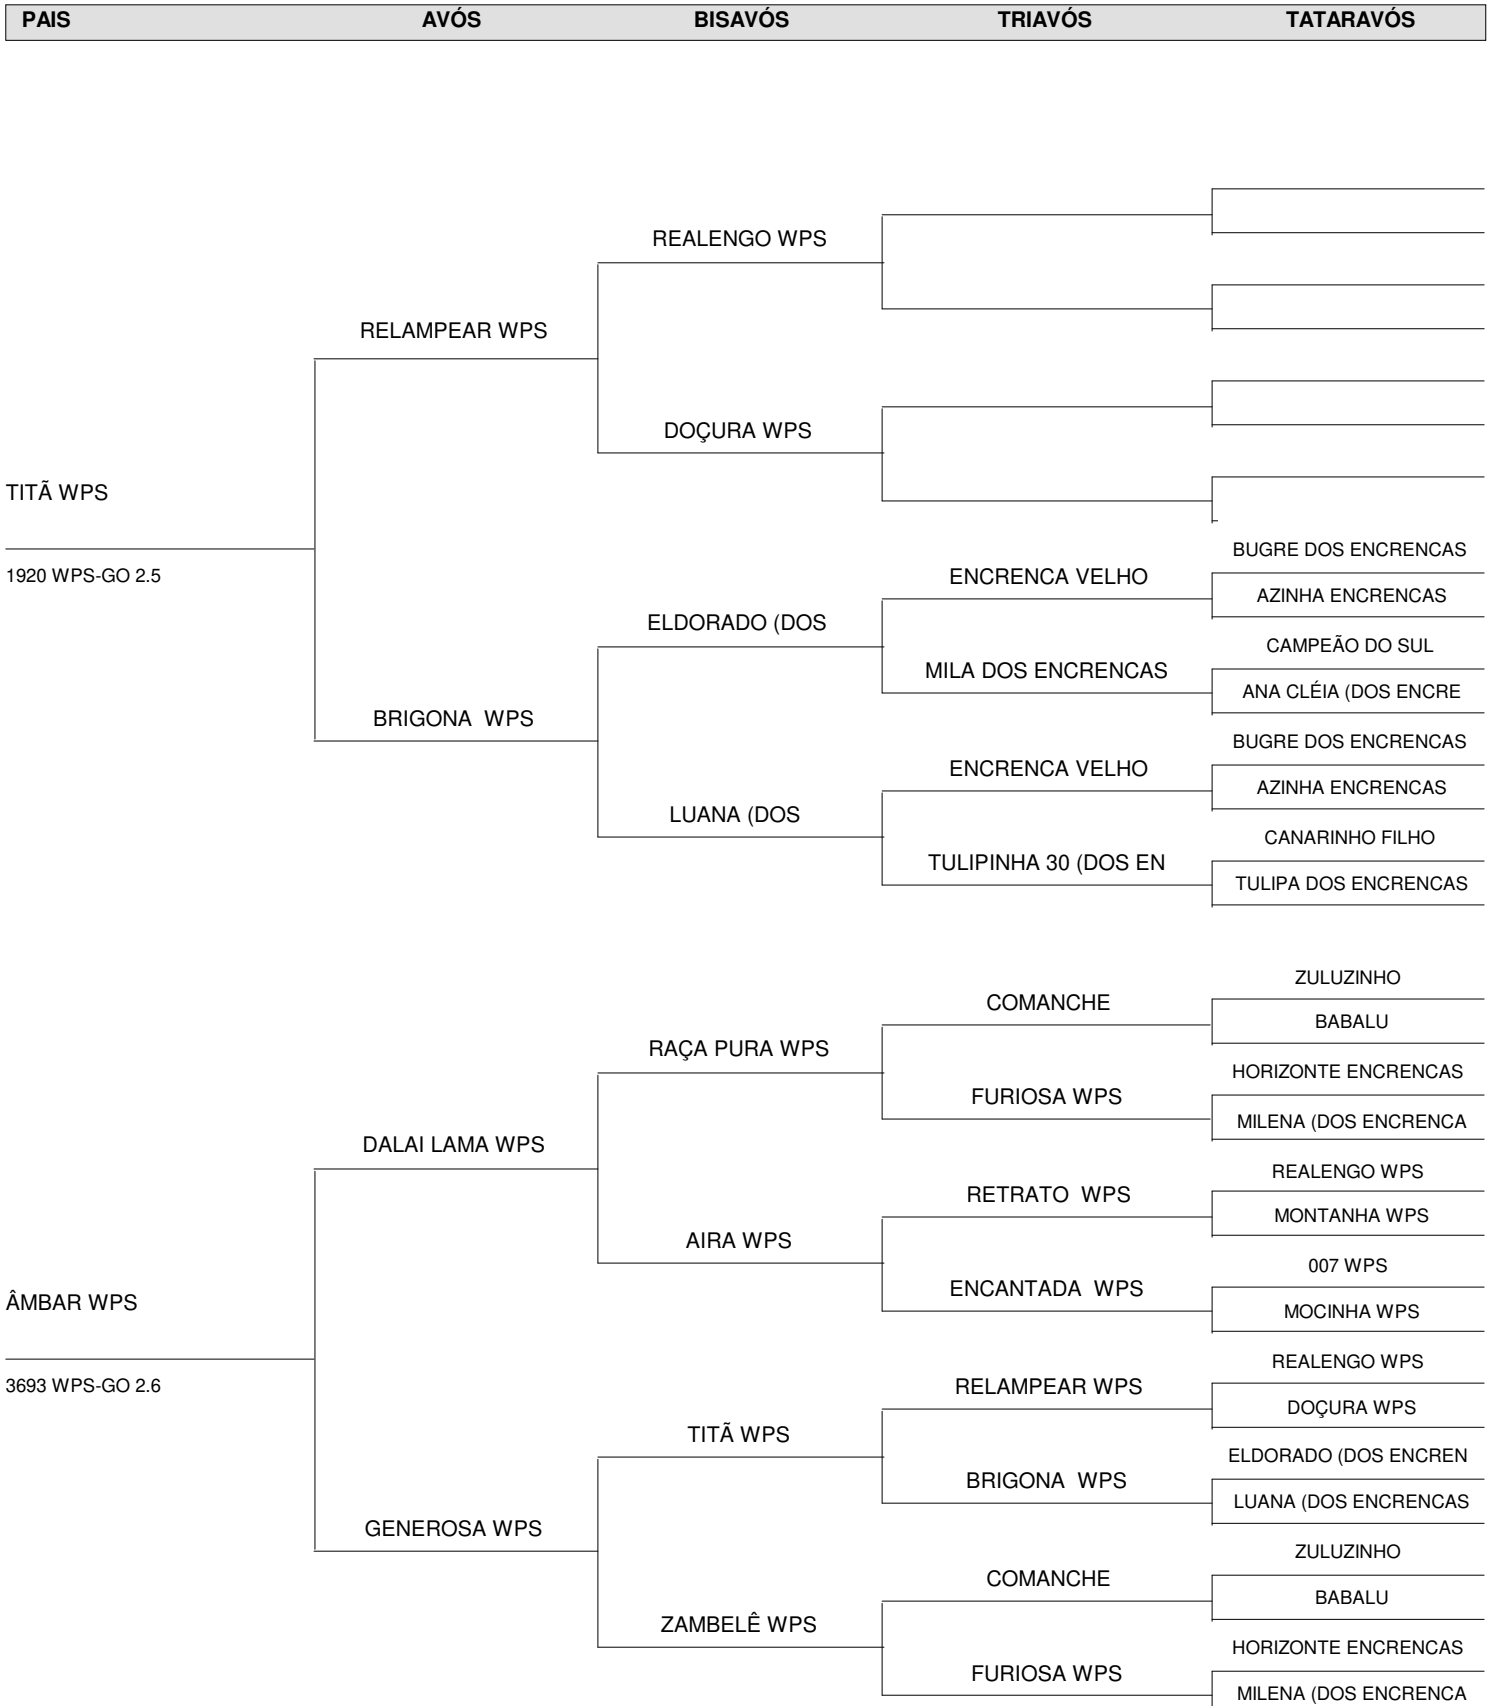 PAIS AVÓS BISAVÓS TRIAVÓS TATARAVÓS
REALENGO WPS
RELAMPEAR WPS
DOÇURA WPS
TITÃ WPS
BUGRE DOS ENCRENCAS
1920 WPS-GO 2.5
ENCRENCA VELHO
AZINHA ENCRENCAS
ELDORADO (DOS
CAMPEÃO DO SUL
MILA DOS ENCRENCAS
ANA CLÉIA (DOS ENCRE
BRIGONA  WPS
BUGRE DOS ENCRENCAS
ENCRENCA VELHO
AZINHA ENCRENCAS
LUANA (DOS
CANARINHO FILHO
TULIPINHA 30 (DOS EN
TULIPA DOS ENCRENCAS
ZULUZINHO
COMANCHE
BABALU
RAÇA PURA WPS
HORIZONTE ENCRENCAS
FURIOSA WPS
MILENA (DOS ENCRENCA
DALAI LAMA WPS
REALENGO WPS
RETRATO  WPS
MONTANHA WPS
AIRA WPS
007 WPS
ENCANTADA  WPS
MOCINHA WPS
ÂMBAR WPS
REALENGO WPS
3693 WPS-GO 2.6
RELAMPEAR WPS
DOÇURA WPS
TITÃ WPS
ELDORADO (DOS ENCREN
BRIGONA  WPS
LUANA (DOS ENCRENCAS
GENEROSA WPS
ZULUZINHO
COMANCHE
BABALU
ZAMBELÊ WPS
HORIZONTE ENCRENCAS
FURIOSA WPS
MILENA (DOS ENCRENCA